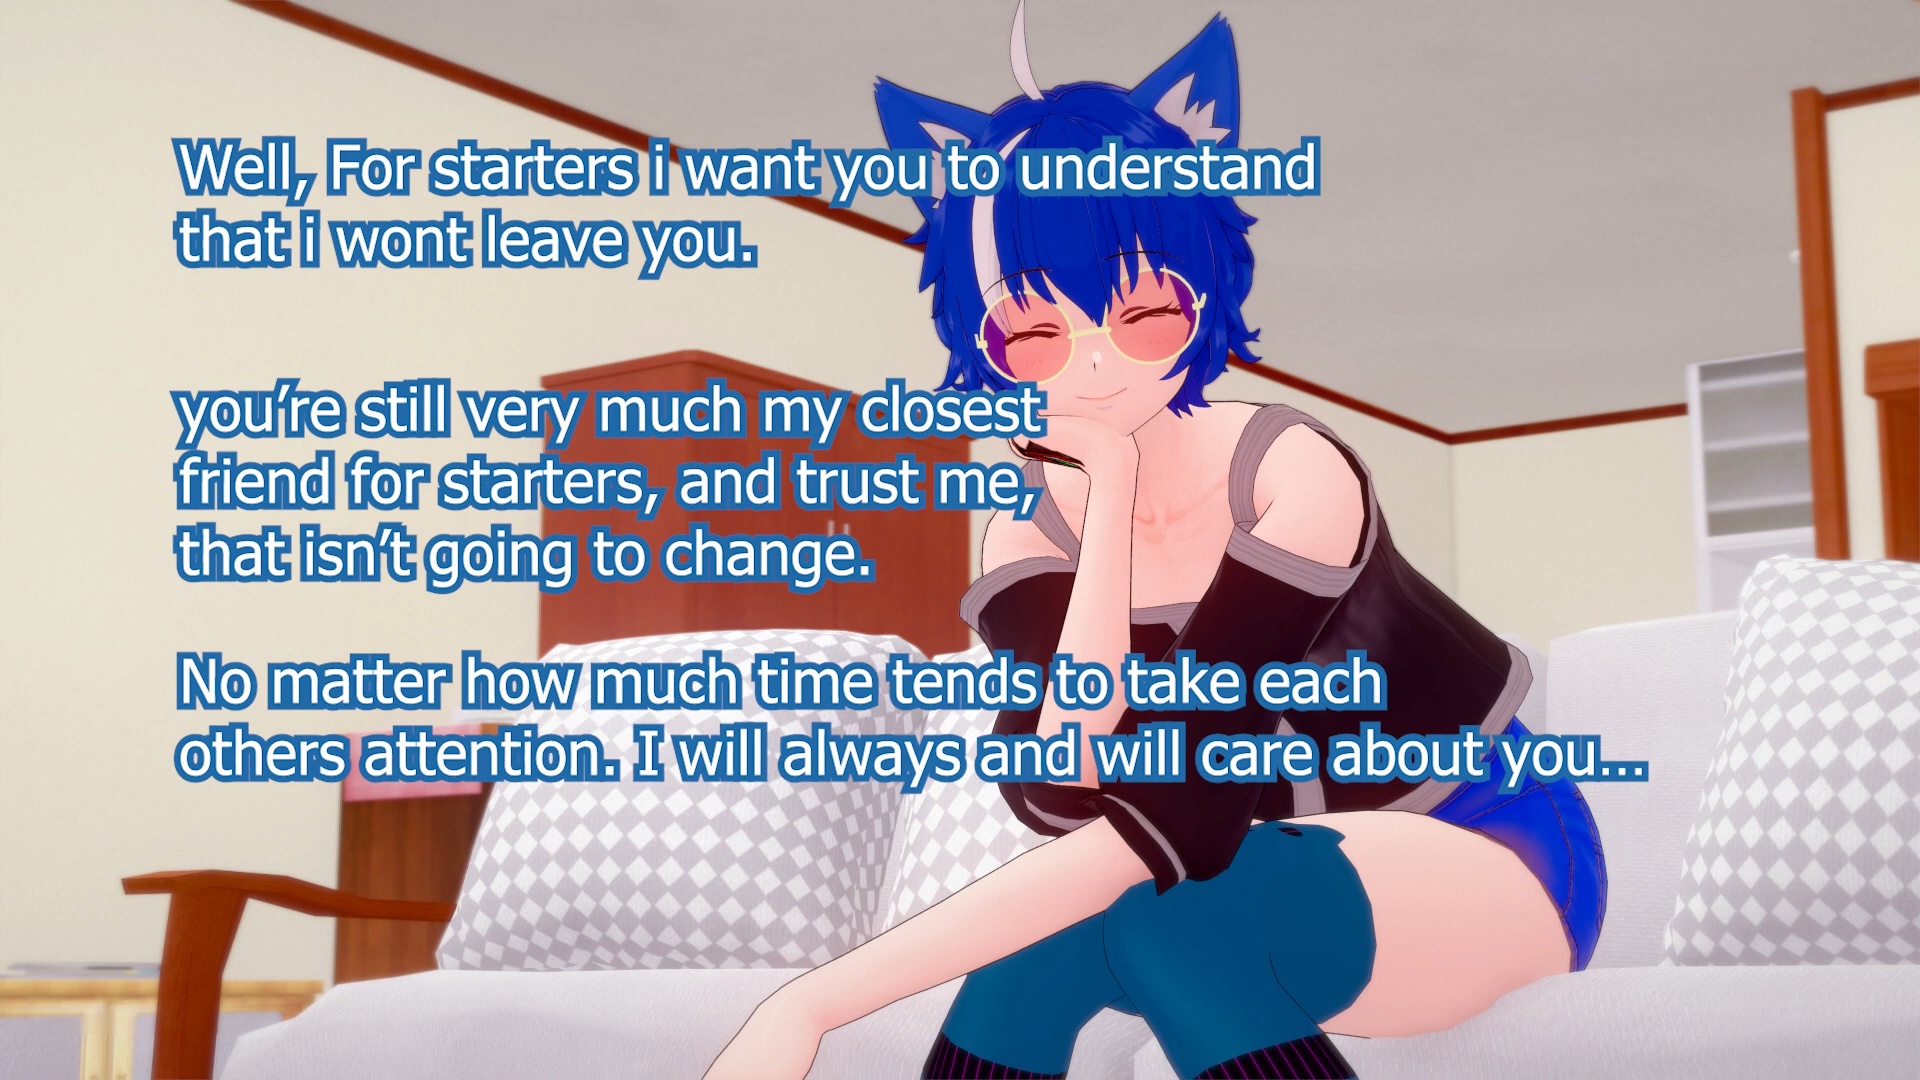 Well, For starters i want you to understand
that i wont leave you.
you’re still very much my closest
friend for starters, and trust me,
that isn’t going to change.
No matter how much time tends to take each
others attention. I will always and will care about you...